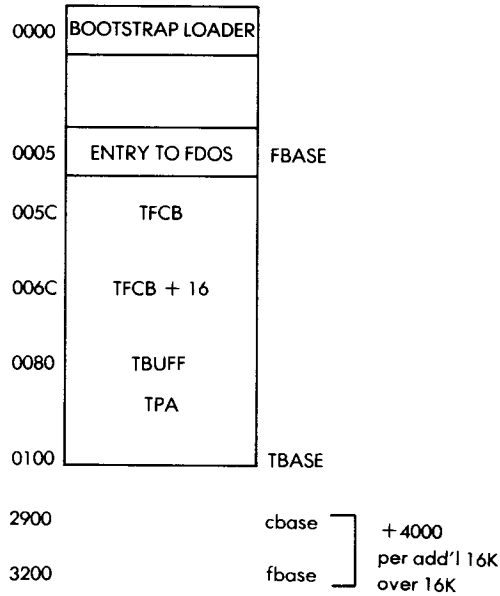 0000 BOOTSTRAP LOADER
0005 ENTRY TO FDOS FBASE
005C TFCB
006C TFCB + 16
0080 TBUFF
TPA
0100 TBASE
2900 cbase
+4000
per add'l 16K
3200 fbase
over 16K